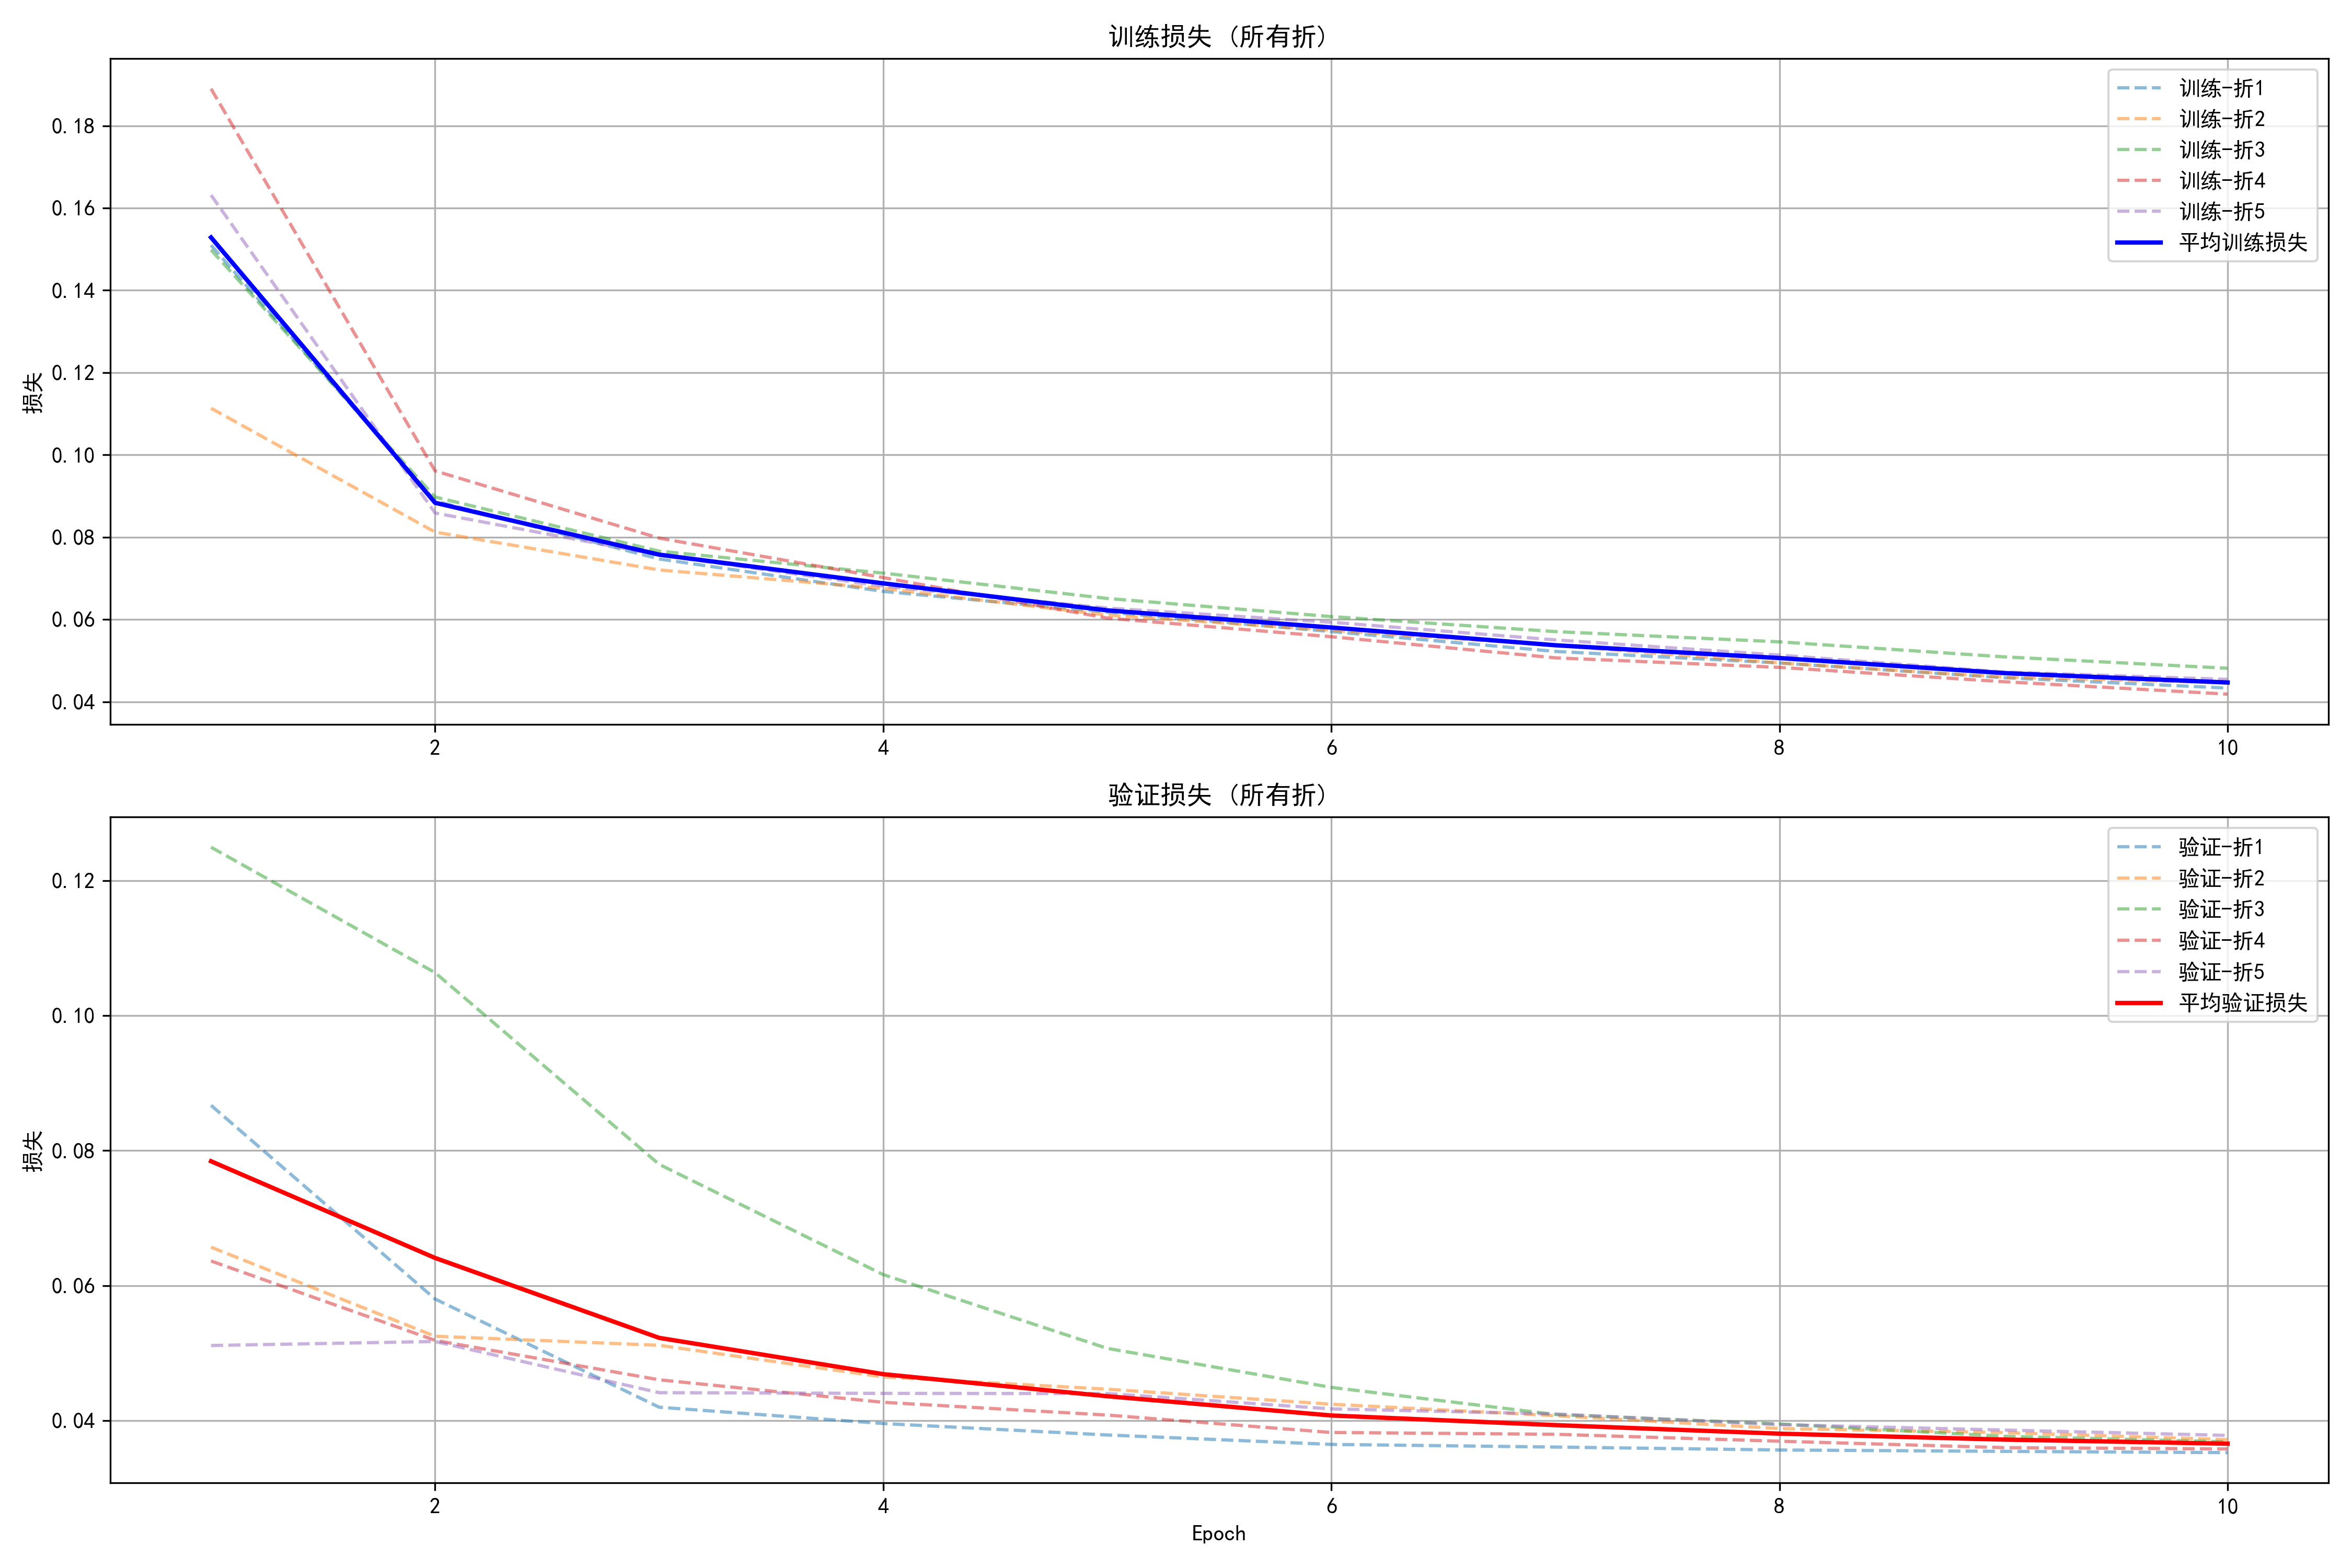 训练损失 (所有折)
损失
0.18
0.16
0.14
0.12
0.10
0.08
0.06
0.04
2
4
6
8
10
训练-折1
训练-折2
训练-折3
训练-折4
训练-折5
平均训练损失
验证损失 (所有折)
损失
0.12
0.10
0.08
0.06
0.04
2
4
6
8
10
Epoch
验证-折1
验证-折2
验证-折3
验证-折4
验证-折5
平均验证损失